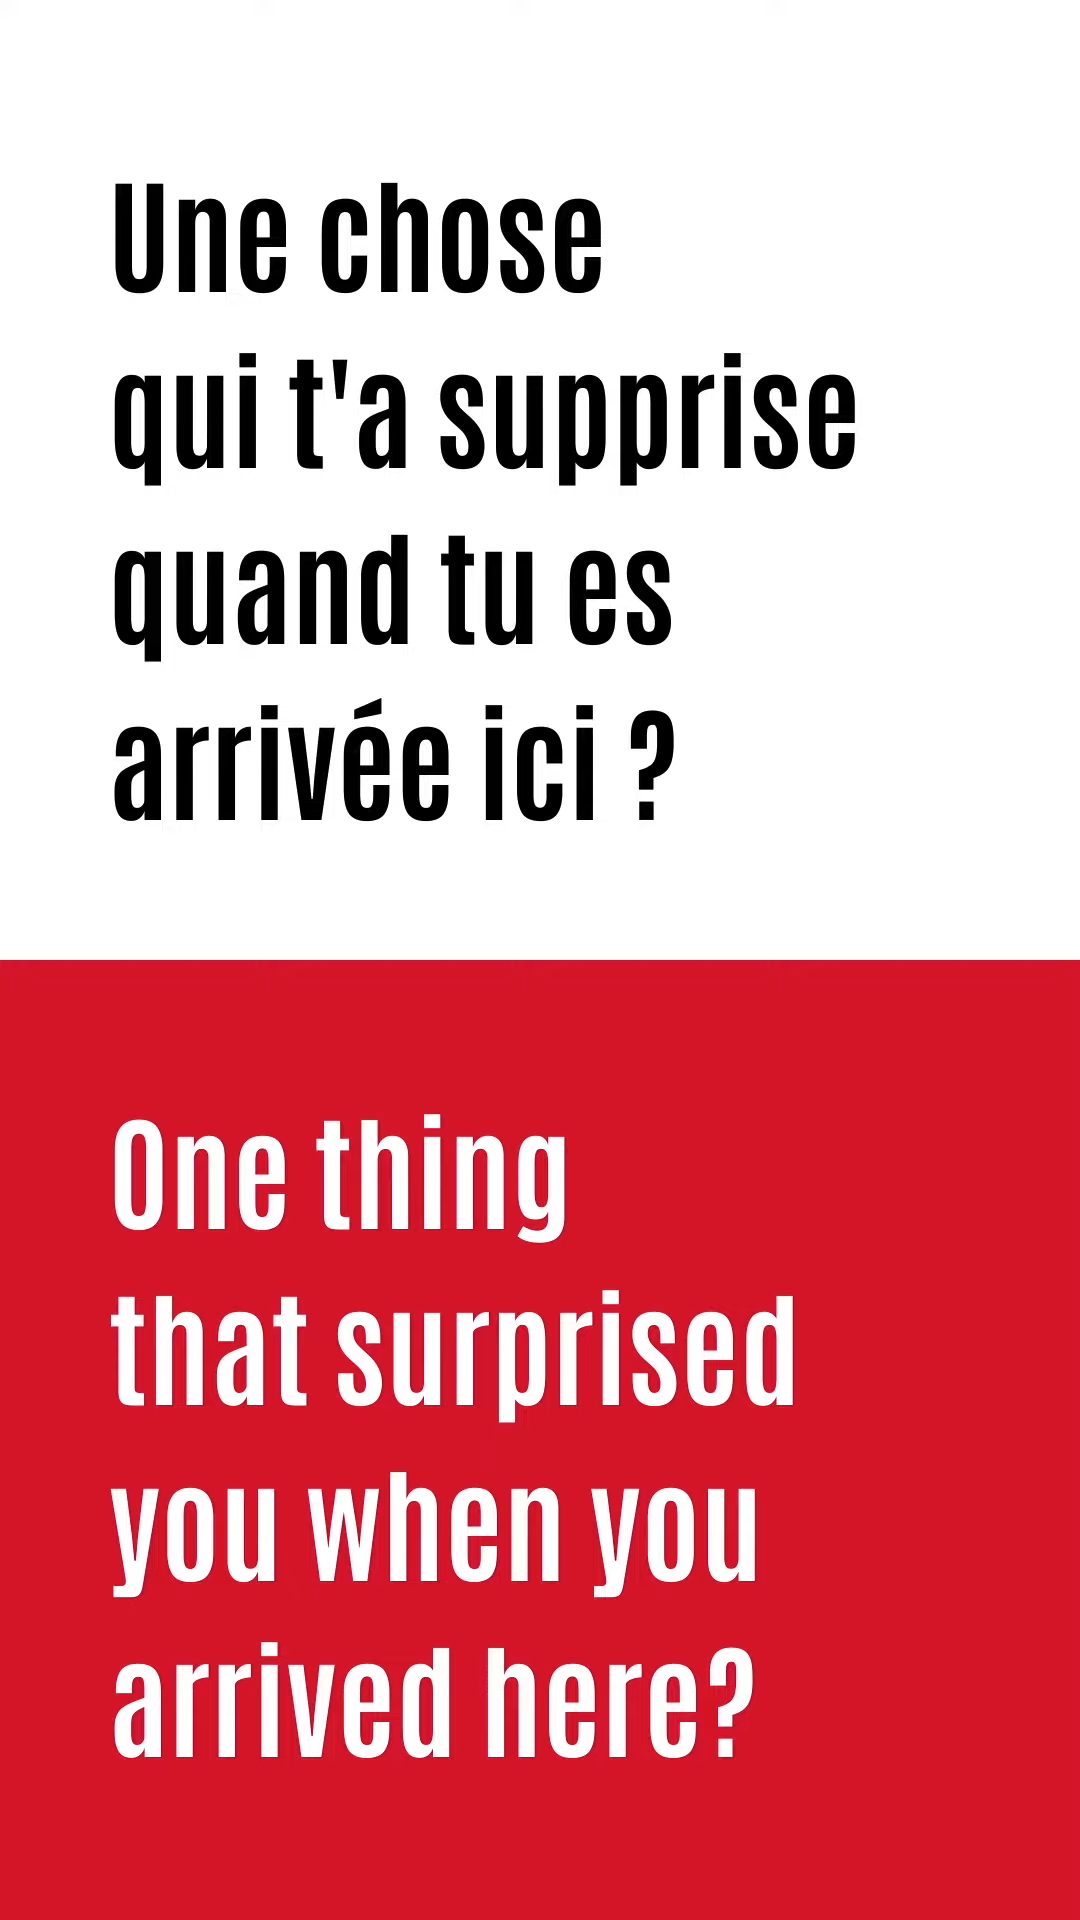 Une chose
qui t'a supprise
quand tu es
arrivée ici ?
One thing
that surprised
you when you
arrived here?